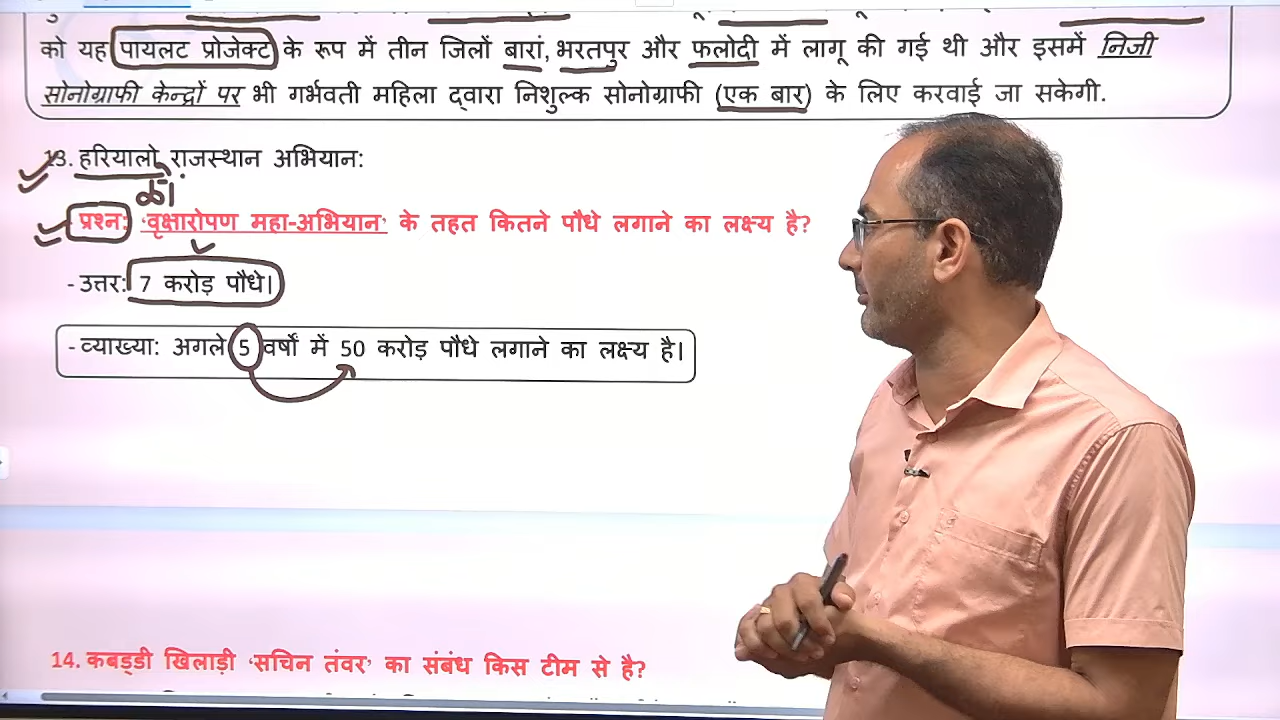 को यह पायलट प्रोजेक्ट के रूप में तीन जिलों बारां, भरतपुर और फलोदी में लागू की गई थी और इसमें निजी
सोनोग्राफी केन्द्रों पर भी गर्भवती महिला द्वारा निशुल्क सोनोग्राफी (एक बार) के लिए करवाई जा सकेगी.
13. हरियालो राजस्थान अभियान:
- प्रश्न: 'वृक्षारोपण महा-अभियान' के तहत कितने पौधे लगाने का लक्ष्य है?
- उत्तर: 7 करोड़ पौधे।
- व्याख्या: अगले 5 वर्षों में 50 करोड़ पौधे लगाने का लक्ष्य है।
14. कबड्डी खिलाड़ी 'सचिन तंवर' का संबंध किस टीम से है?